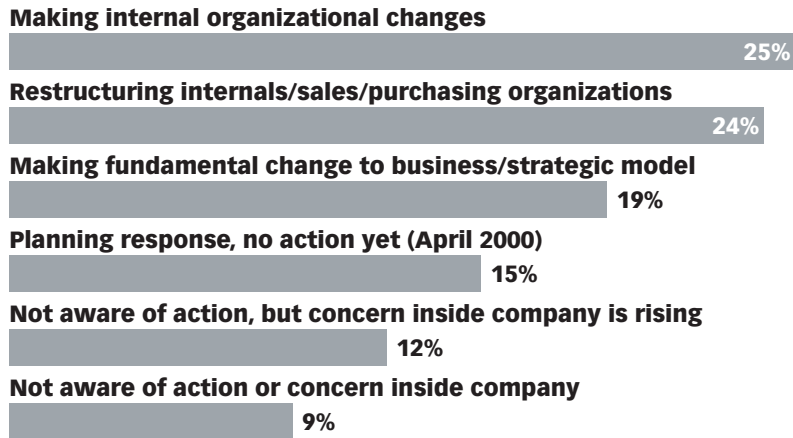 Making internal organizational changes
25%
Restructuring internals/sales/purchasing organizations
24%
Making fundamental change to business/strategic model
19%
Planning response, no action yet (April 2000)
15%
Not aware of action, but concern inside company is rising
12%
Not aware of action or concern inside company
9%